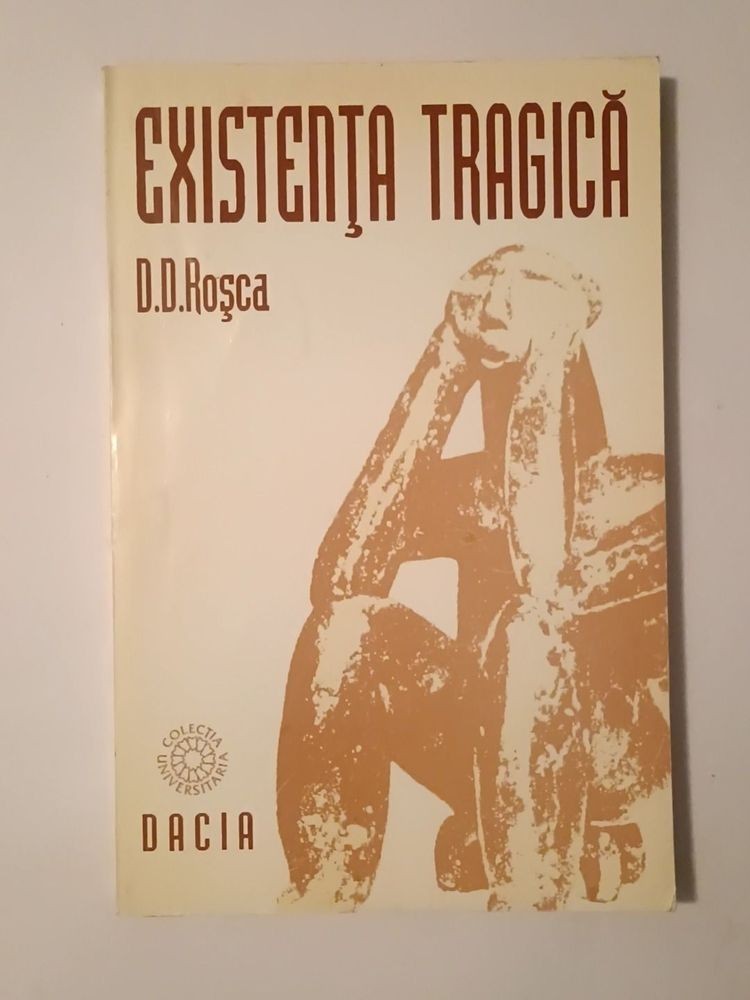 EXISTENŢA TRAGICĂ
D.D.Roşca
COLECŢIA
UNIVERSITARIA
DACIA